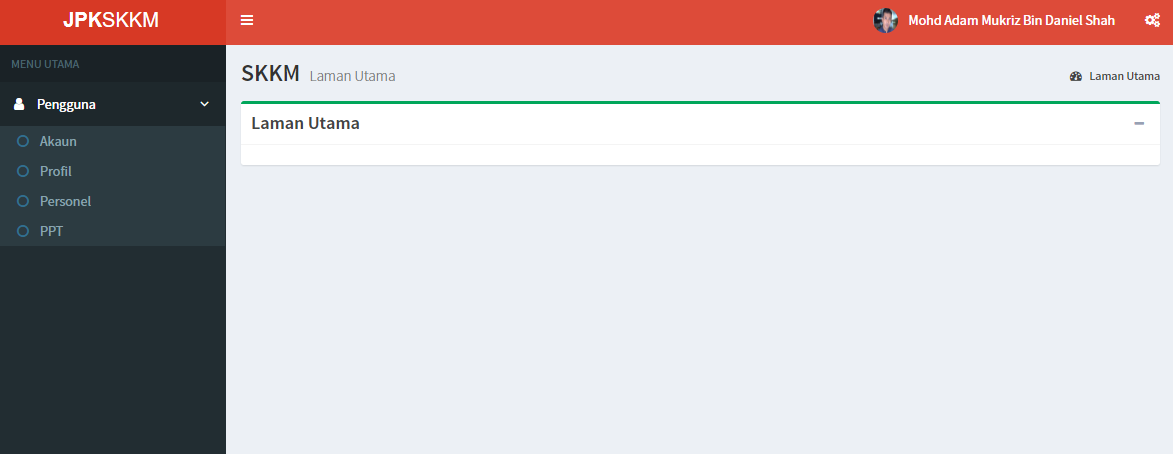 JPKSKKM
Mohd Adam Mukriz Bin Daniel Shah
MENU UTAMA
Pengguna
Akaun
Profil
Personel
PPT
SKKM Laman Utama
Laman Utama
Laman Utama